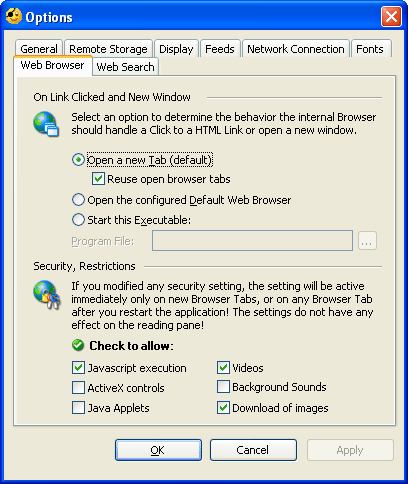 Options
General Remote Storage Display Feeds Network Connection Fonts
Web Browser Web Search
On Link Clicked and New Window
Select an option to determine the behavior the internal Browser
should handle a Click to a HTML Link or open a new window.
Open a new Tab (default)
Reuse open browser tabs
Open the configured Default Web Browser
Start this Executable:
Program File: ...
Security, Restrictions
If you modified any security setting, the setting will be active
immediately only on new Browser Tabs, or on any Browser Tab
after you restart the application! The settings do not have any
effect on the reading pane!
Check to allow:
Javascript execution Videos
ActiveX controls Background Sounds
Java Applets Download of images
OK Cancel Apply